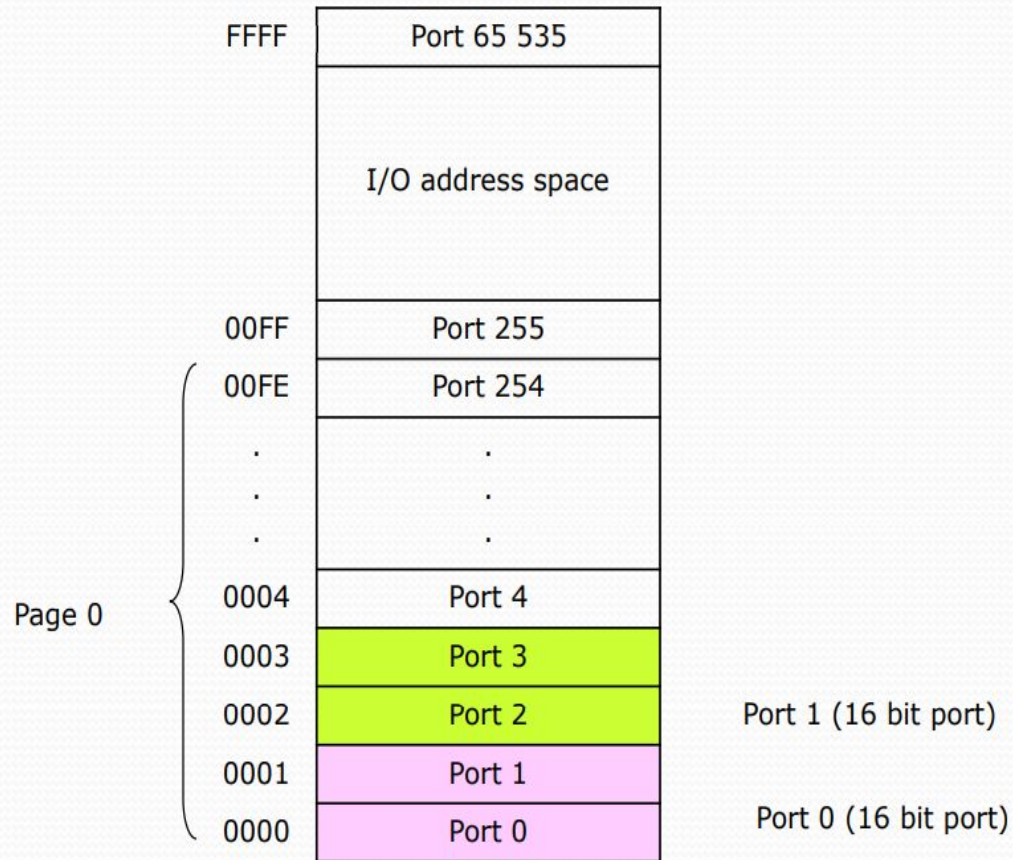 FFFF Port 65 535
I/O address space
00FF Port 255
00FE Port 254
. .
. .
. .
0004 Port 4
Page 0
0003 Port 3
0002 Port 2 Port 1 (16 bit port)
0001 Port 1
Port 0 (16 bit port)
0000 Port 0